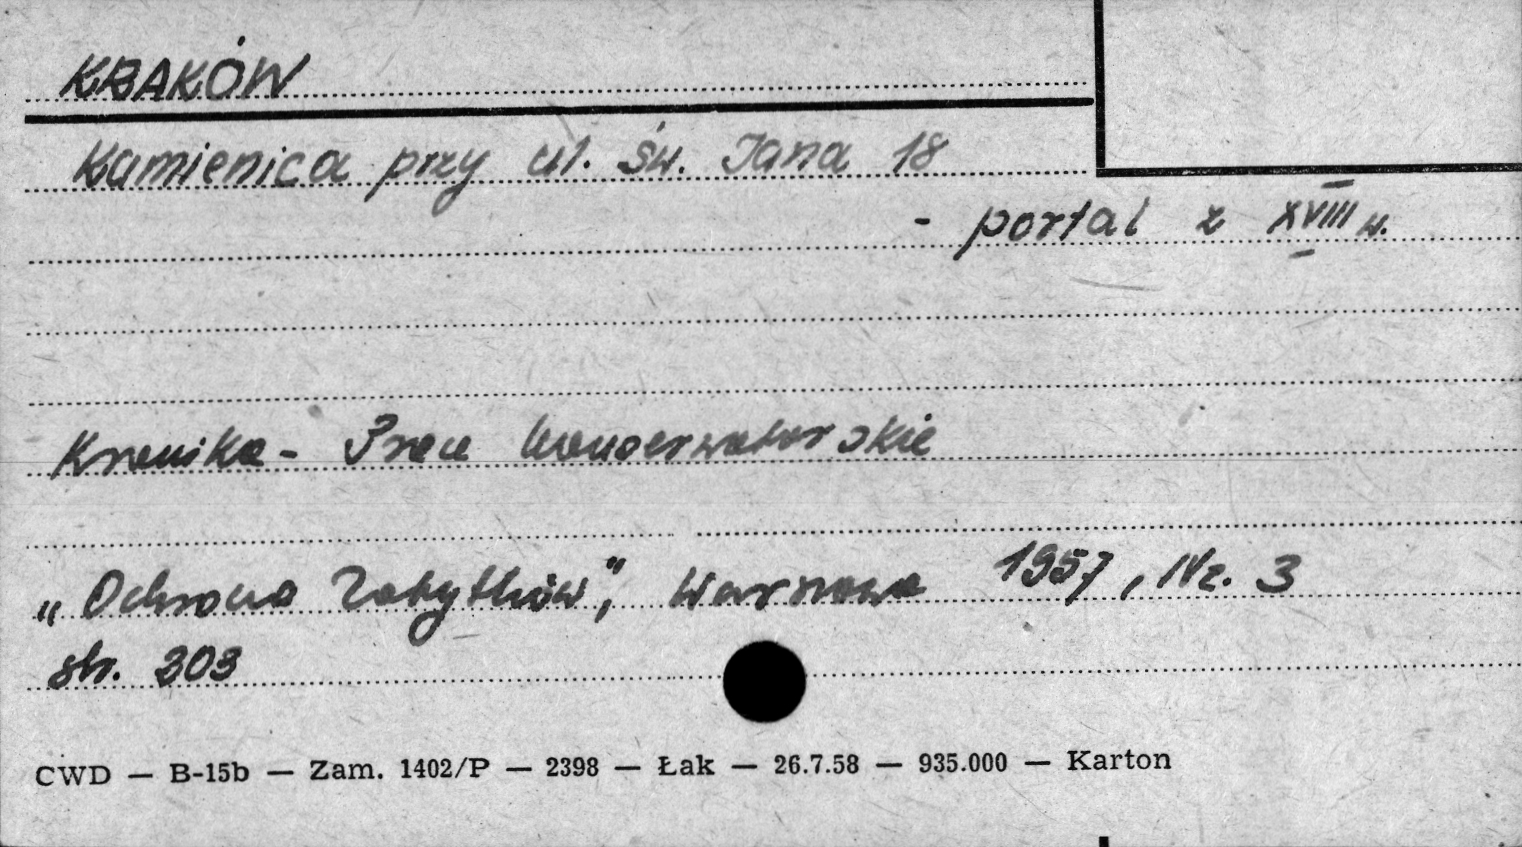 KRAKÓW
Kamienica przy ul. św. Jana 18
- portal z XVIII w.
Kronika - Prace konserwatorskie
„Ochrona Zabytków", Warszawa 1957, Nr. 3
str. 203
CWD — B-15b — Zam. 1402/P — 2398 — Łak — 26.7.58 — 935.000 — Karton